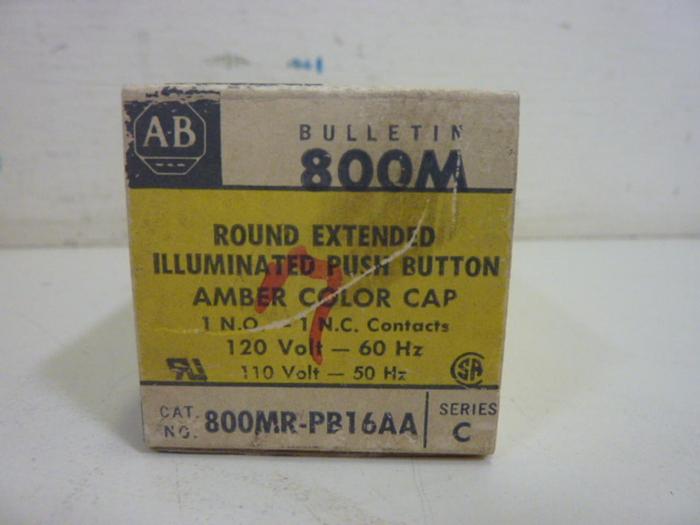 A-B
BULLETIN
800M
ROUND EXTENDED
ILLUMINATED PUSH BUTTON
AMBER COLOR CAP
1 N.O. - 1 N.C. Contacts
120 Volt - 60 Hz
110 Volt - 50 Hz
CAT. NO. 800MR-PB16AA
SERIES C
7